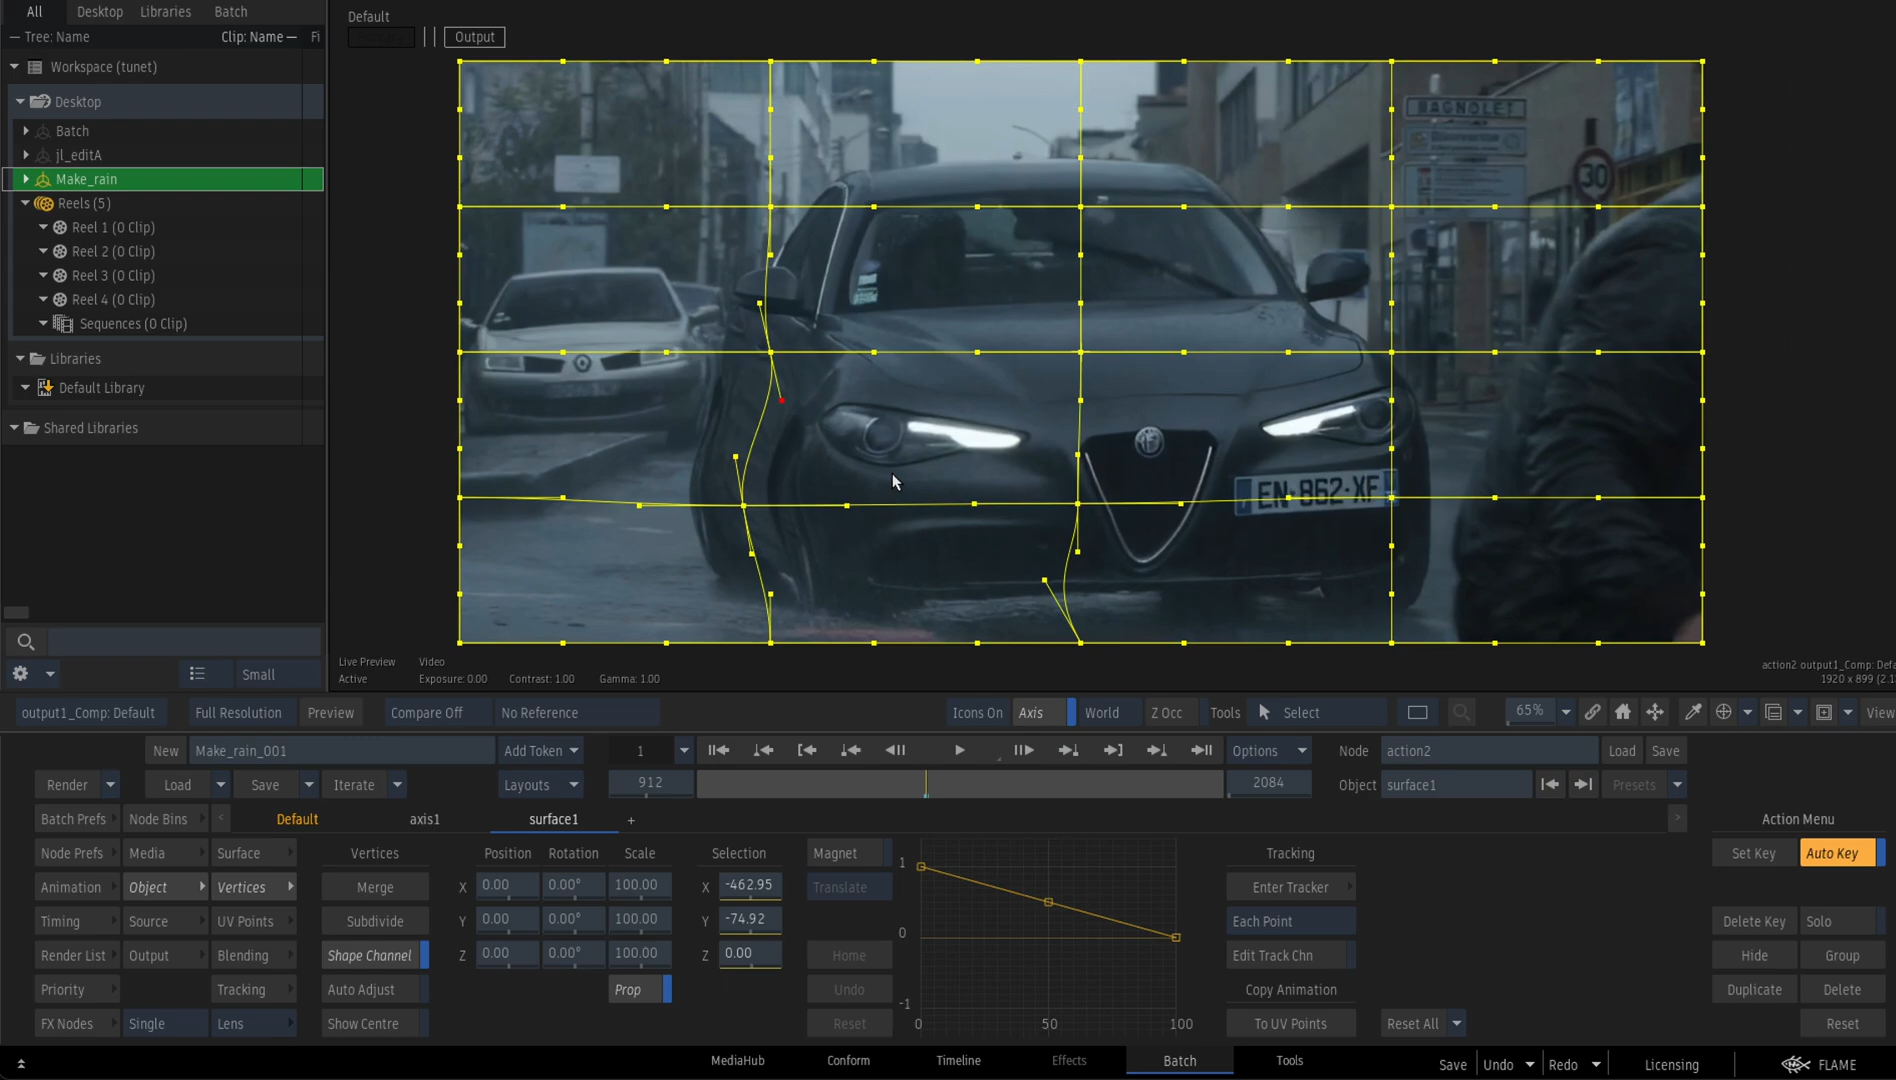 All Desktop Libraries Batch
Tree: Name Clip: Name Fi
Workspace (tunet)
Desktop
Batch
jl_editA
Make_rain
Reels (5)
Reel 1 (0 Clip)
Reel 2 (0 Clip)
Reel 3 (0 Clip)
Reel 4 (0 Clip)
Sequences (0 Clip)
Libraries
Default Library
Shared Libraries
Small
Default
Output
BAGNOLET
30
EN-862-XF
Live Preview Video
Active Exposure: 0.00 Contrast: 1.00 Gamma: 1.00
action2 output1_Comp: Defa
1920 x 899 (2.1
output1_Comp: Default Full Resolution Preview Compare Off No Reference Icons On Axis World Z Occ Tools Select 65% View
New Make_rain_001 Add Token 1 Options Node action2 Load Save
Render Load Save Iterate Layouts 912 2084 Object surface1 Presets
Batch Prefs Node Bins < Default axis1 surface1 + > Action Menu
Node Prefs Media Surface Vertices Position Rotation Scale Selection Magnet 1 Tracking Set Key Auto Key
Animation Object Vertices Merge X 0.00 0.00° 100.00 X -462.95 Translate Enter Tracker
Timing Source UV Points Subdivide Y 0.00 0.00° 100.00 Y -74.92 0 Each Point Delete Key Solo
Render List Output Blending Shape Channel Z 0.00 0.00° 100.00 Z 0.00 Home Edit Track Chn Hide Group
Priority Tracking Auto Adjust Prop Undo -1 Copy Animation Duplicate Delete
FX Nodes Single Lens Show Centre Reset 0 50 100 To UV Points Reset All Reset
MediaHub Conform Timeline Effects Batch Tools Save Undo Redo Licensing FLAME